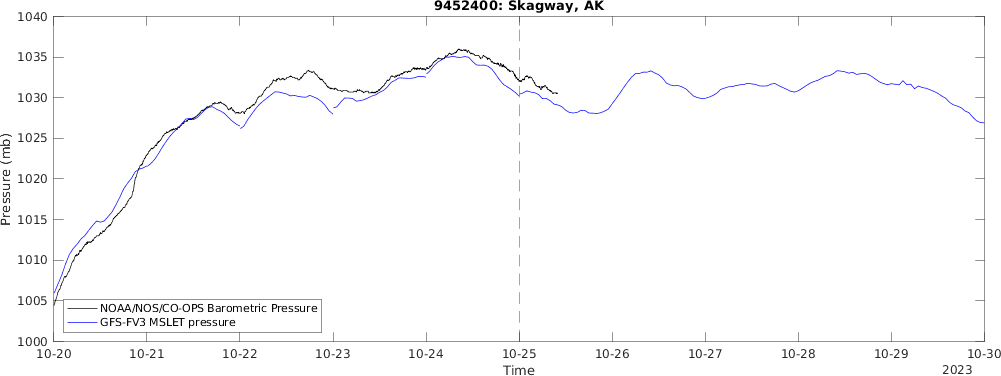 9452400: Skagway, AK
Pressure (mb)
1040
1035
1030
1025
1020
1015
1010
1005
1000
NOAA/NOS/CO-OPS Barometric Pressure
GFS-FV3 MSLET pressure
10-20 10-21 10-22 10-23 10-24 10-25 10-26 10-27 10-28 10-29 10-30
Time
2023